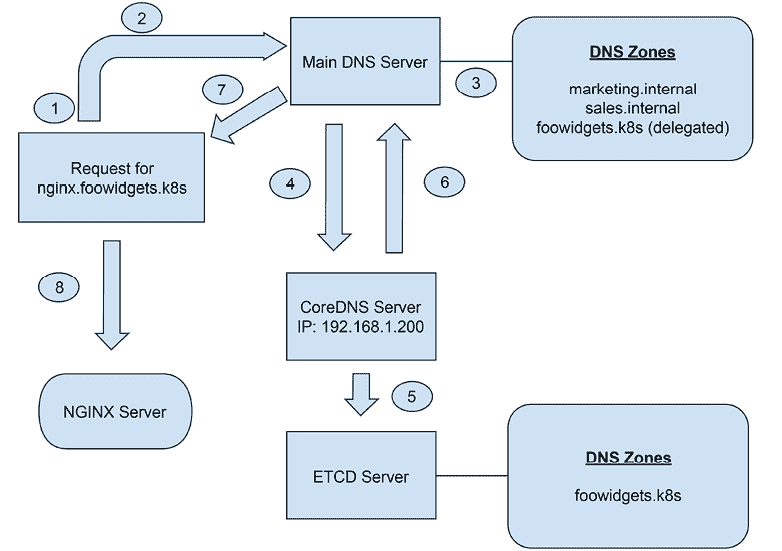 2
Main DNS Server
DNS Zones
marketing.internal
sales.internal
foowidgets.k8s (delegated)
3
7
1
Request for
nginx.foowidgets.k8s
4
6
8
CoreDNS Server
IP: 192.168.1.200
NGINX Server
5
ETCD Server
DNS Zones
foowidgets.k8s